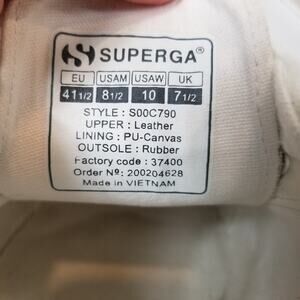 SUPERGA®
EU USAM USAW UK
41 1/2 8 1/2 10 7 1/2
STYLE : S00C790
UPPER : Leather
LINING : PU-Canvas
OUTSOLE : Rubber
Factory code : 37400
Order Nº: 200204628
Made in VIETNAM